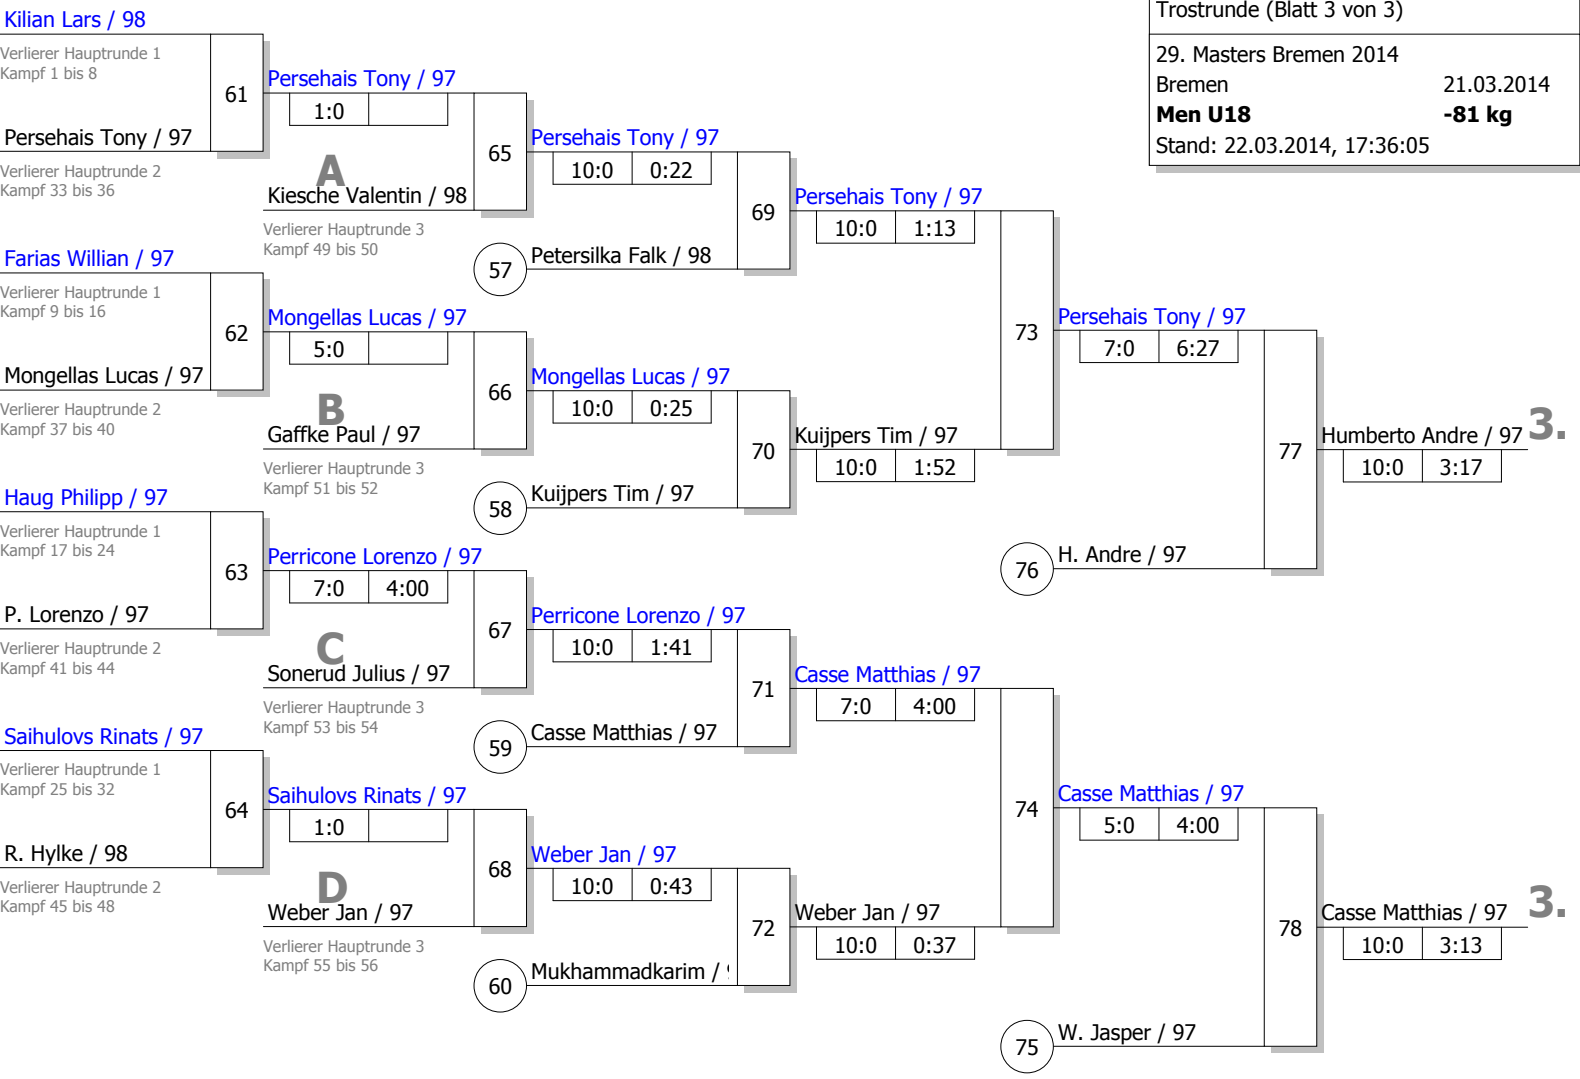 Trostrunde (Blatt 3 von 3)
29. Masters Bremen 2014
Bremen 21.03.2014
Men U18 -81 kg
Stand: 22.03.2014, 17:36:05
Kilian Lars / 98
Verlierer Hauptrunde 1
Kampf 1 bis 8
61
Persehais Tony / 97
Verlierer Hauptrunde 2
Kampf 33 bis 36
Farias Willian / 97
Verlierer Hauptrunde 1
Kampf 9 bis 16
62
Mongellas Lucas / 97
Verlierer Hauptrunde 2
Kampf 37 bis 40
Haug Philipp / 97
Verlierer Hauptrunde 1
Kampf 17 bis 24
63
P. Lorenzo / 97
Verlierer Hauptrunde 2
Kampf 41 bis 44
Saihulovs Rinats / 97
Verlierer Hauptrunde 1
Kampf 25 bis 32
64
R. Hylke / 98
Verlierer Hauptrunde 2
Kampf 45 bis 48
Persehais Tony / 97
1:0
A
65
Kiesche Valentin / 98
Verlierer Hauptrunde 3
Kampf 49 bis 50
Mongellas Lucas / 97
5:0
B
66
Gaffke Paul / 97
Verlierer Hauptrunde 3
Kampf 51 bis 52
Perricone Lorenzo / 97
7:0 4:00
C
67
Sonerud Julius / 97
Verlierer Hauptrunde 3
Kampf 53 bis 54
Saihulovs Rinats / 97
1:0
D
68
Weber Jan / 97
Verlierer Hauptrunde 3
Kampf 55 bis 56
Persehais Tony / 97
10:0 0:22
69
57 Petersilka Falk / 98
Mongellas Lucas / 97
10:0 0:25
70
58 Kuijpers Tim / 97
Perricone Lorenzo / 97
10:0 1:41
71
59 Casse Matthias / 97
Weber Jan / 97
10:0 0:43
72
60 Mukhammadkarim /
Persehais Tony / 97
10:0 1:13
73
Kuijpers Tim / 97
10:0 1:52
Casse Matthias / 97
7:0 4:00
74
Weber Jan / 97
10:0 0:37
Persehais Tony / 97
7:0 6:27
77
76 H. Andre / 97
Casse Matthias / 97
5:0 4:00
78
75 W. Jasper / 97
Humberto Andre / 97 3.
10:0 3:17
Casse Matthias / 97 3.
10:0 3:13